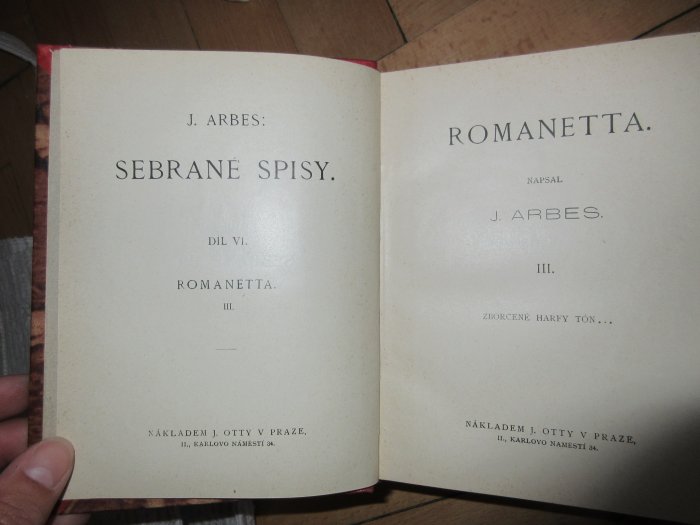 J. ARBES:
SEBRANÉ SPISY.
DÍL VI.
ROMANETTA.
III.
NÁKLADEM J. OTTY V PRAZE,
II., KARLOVO NÁMĚSTÍ 34.
ROMANETTA.
NAPSAL
J. ARBES.
III.
ZBORCENÉ HARFY TÓN...
NÁKLADEM J. OTTY V PRAZE,
II., KARLOVO NÁMĚSTÍ 34.